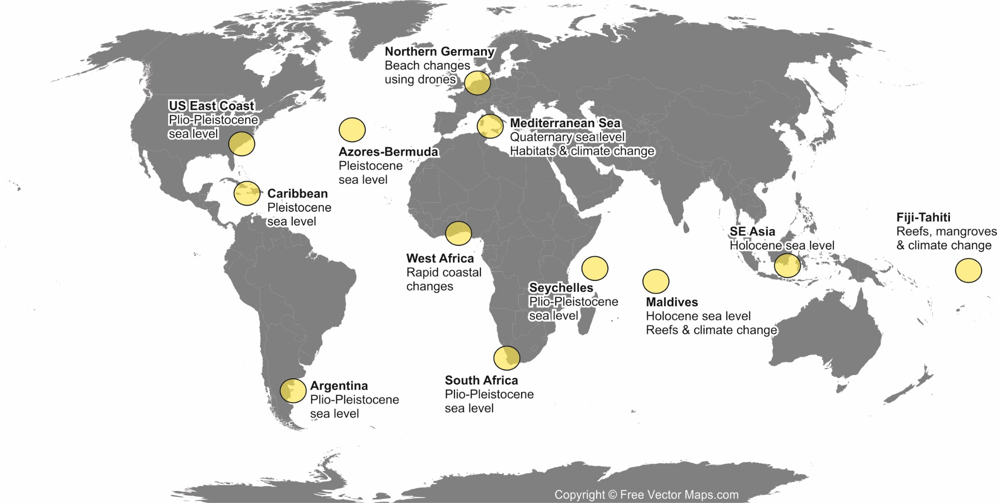 Northern Germany
Beach changes
using drones
US East Coast
Plio-Pleistocene
sea level
Azores-Bermuda
Pleistocene
sea level
Mediterranean Sea
Quaternary sea level
Habitats & climate change
Caribbean
Pleistocene
sea level
West Africa
Rapid coastal
changes
Seychelles
Plio-Pleistocene
sea level
Maldives
Holocene sea level
Reefs & climate change
SE Asia
Holocene sea level
Fiji-Tahiti
Reefs, mangroves
& climate change
Argentina
Plio-Pleistocene
sea level
South Africa
Plio-Pleistocene
sea level
Copyright © Free Vector Maps.com